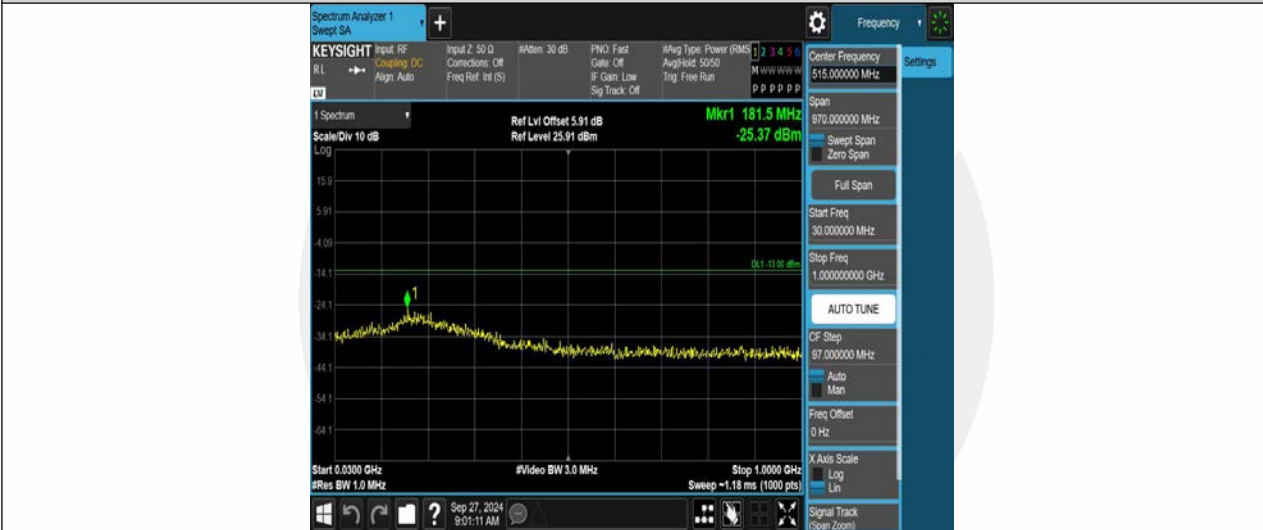 Spectrum Analyzer 1
Swept SA
+
Frequency
KEYSIGHT
RL
Input: RF
Coupling: DC
Align: Auto
Input Z: 50 Ω
Corrections: Off
Freq Ref: Int (S)
#Atten: 30 dB
PNO: Fast
Gate: Off
IF Gain: Low
Sig Track: Off
#Avg Type: Power (RMS
Avg|Hold: 50/50
Trig: Free Run
1 2 3 4 5 6
M W W W W W
P P P P P P
1 Spectrum
Scale/Div 10 dB
Log
Ref Lvl Offset 5.91 dB
Ref Level 25.91 dBm
Mkr1 181.5 MHz
-25.37 dBm
15.9
5.91
-4.09
-14.1
-24.1
-34.1
-44.1
-54.1
-64.1
DL1 -13.00 dBm
1
Start 0.0300 GHz
#Res BW 1.0 MHz
#Video BW 3.0 MHz
Stop 1.0000 GHz
Sweep ~1.18 ms (1000 pts)
?
Sep 27, 2024
9:01:11 AM
Center Frequency
515.000000 MHz
Span
970.000000 MHz
Swept Span
Zero Span
Full Span
Start Freq
30.000000 MHz
Stop Freq
1.000000000 GHz
AUTO TUNE
CF Step
97.000000 MHz
Auto
Man
Freq Offset
0 Hz
X Axis Scale
Log
Lin
Signal Track
(Span Zoom)
Settings